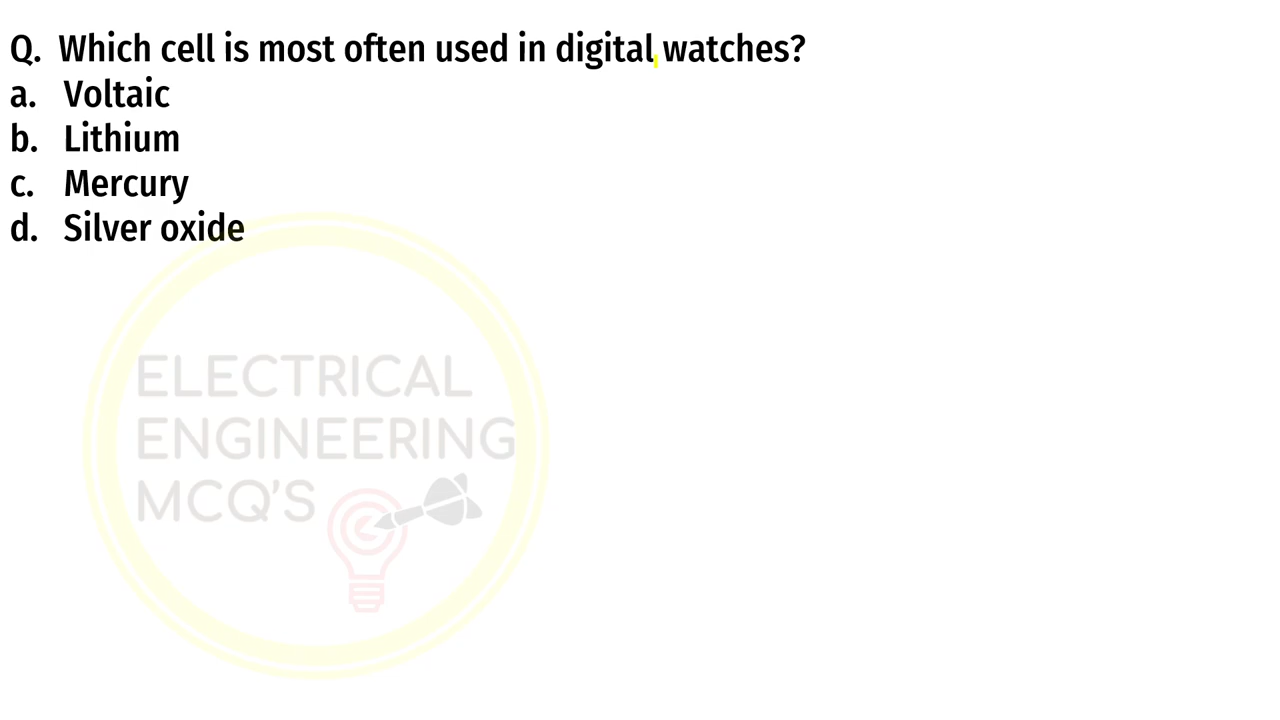 Q. Which cell is most often used in digital watches?
a. Voltaic
b. Lithium
c. Mercury
d. Silver oxide
ELECTRICAL
ENGINEERING
MCQ'S